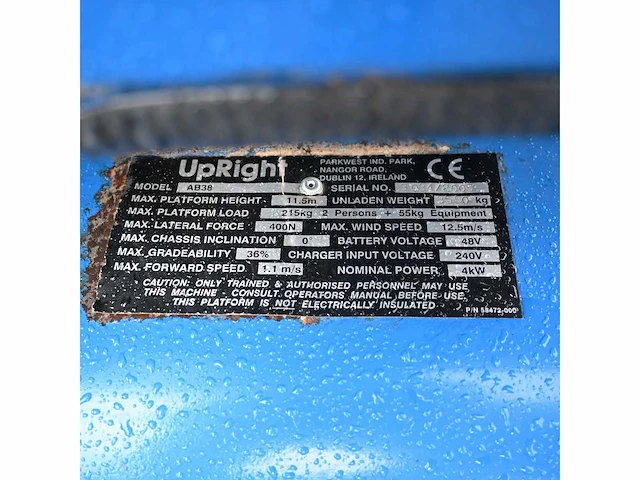 UpRight
PARKWEST IND. PARK,
NANGOR ROAD,
DUBLIN 12, IRELAND
CE
MODEL AB38 SERIAL NO.
MAX. PLATFORM HEIGHT 11.5m UNLADEN WEIGHT kg
MAX. PLATFORM LOAD 215kg 2 Persons + 55kg Equipment
MAX. LATERAL FORCE 400N MAX. WIND SPEED 12.5m/s
MAX. CHASSIS INCLINATION 0° BATTERY VOLTAGE 48V
MAX. GRADEABILITY 36% CHARGER INPUT VOLTAGE 240V
MAX. FORWARD SPEED 1.1 m/s NOMINAL POWER 4kW
CAUTION: ONLY TRAINED & AUTHORISED PERSONNEL MAY USE
THIS MACHINE - CONSULT OPERATORS MANUAL BEFORE USE.
THIS PLATFORM IS NOT ELECTRICALLY INSULATED
P/N 58472-000